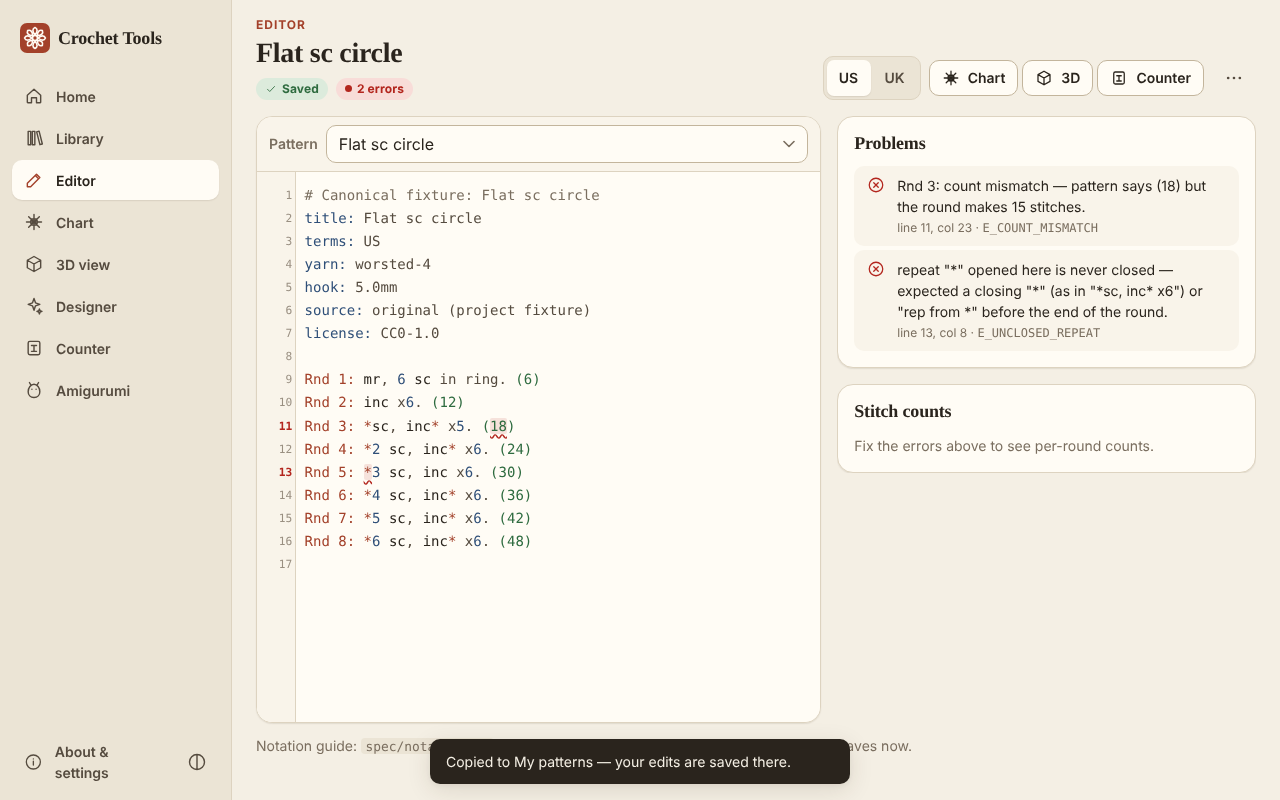 Crochet Tools
Home
Library
Editor
Chart
3D view
Designer
Counter
Amigurumi
About &
settings
EDITOR
Flat sc circle
Saved
2 errors
US
UK
Chart
3D
Counter
Pattern
Flat sc circle
1 # Canonical fixture: Flat sc circle
2 title: Flat sc circle
3 terms: US
4 yarn: worsted-4
5 hook: 5.0mm
6 source: original (project fixture)
7 license: CC0-1.0
8
9 Rnd 1: mr, 6 sc in ring. (6)
10 Rnd 2: inc x6. (12)
11 Rnd 3: *sc, inc* x5. (18)
12 Rnd 4: *2 sc, inc* x6. (24)
13 Rnd 5: *3 sc, inc x6. (30)
14 Rnd 6: *4 sc, inc* x6. (36)
15 Rnd 7: *5 sc, inc* x6. (42)
16 Rnd 8: *6 sc, inc* x6. (48)
17
Problems
Rnd 3: count mismatch — pattern says (18) but
the round makes 15 stitches.
line 11, col 23 · E_COUNT_MISMATCH
repeat "*" opened here is never closed —
expected a closing "*" (as in "*sc, inc* x6") or
"rep from *" before the end of the round.
line 13, col 8 · E_UNCLOSED_REPEAT
Stitch counts
Fix the errors above to see per-round counts.
Notation guide: now.
Copied to My patterns — your edits are saved there.